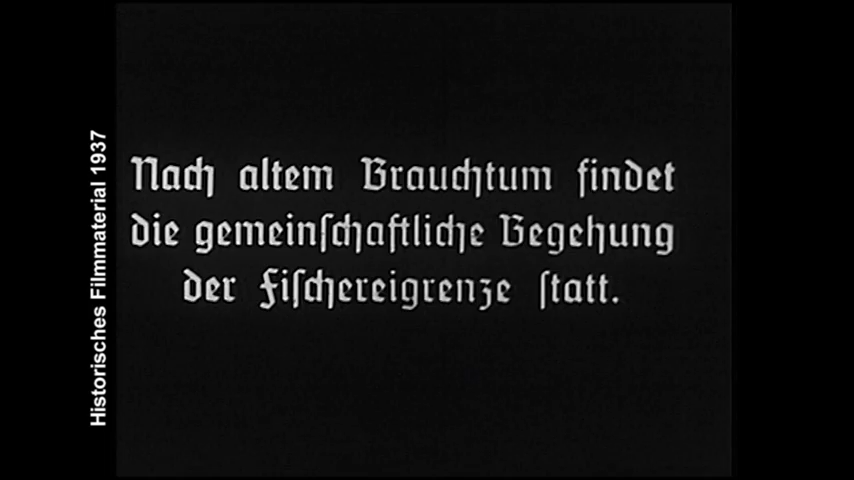 Historisches Filmmaterial 1937
Nach altem Brauchtum findet
die gemeinſchaftliche Begehung
der Fiſchereigrenze ſtatt.